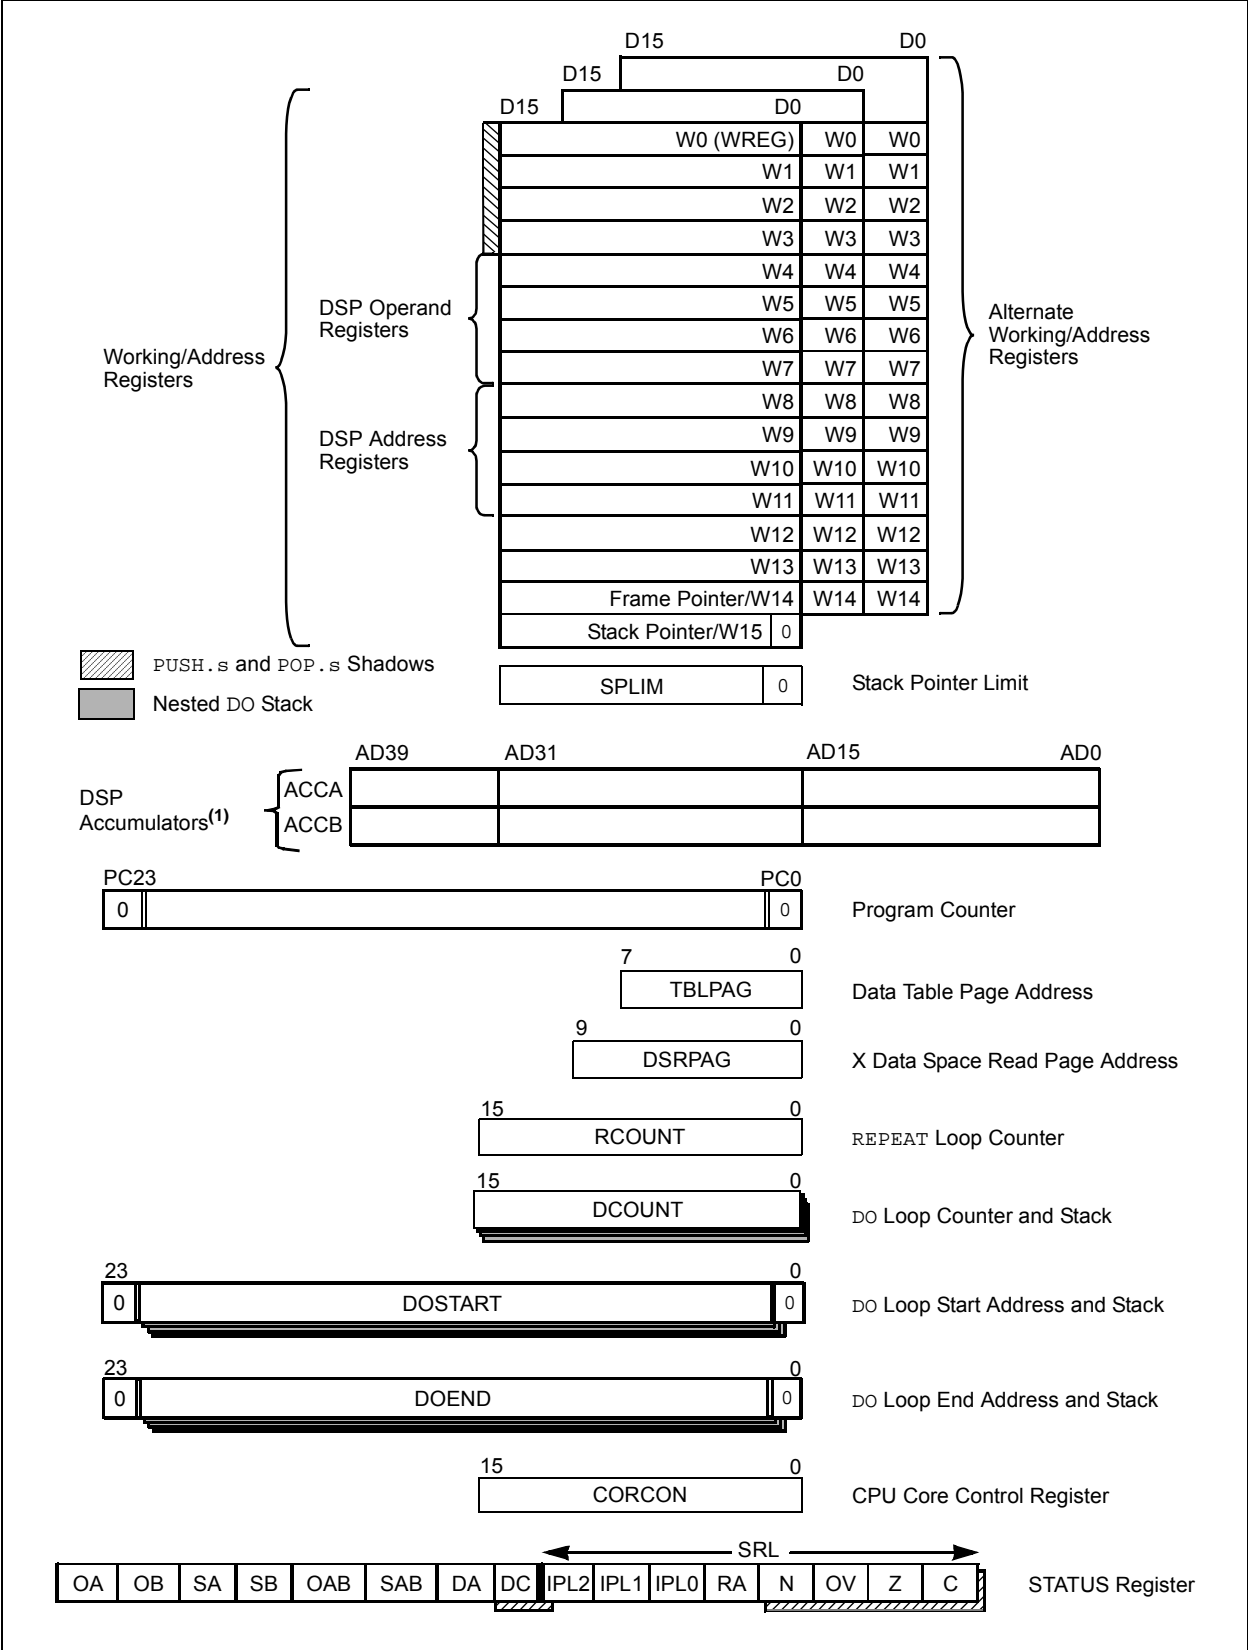 D15 D0
D15 D0
D15 D0
W0 (WREG) W0 W0
W1 W1 W1
W2 W2 W2
W3 W3 W3
W4 W4 W4
W5 W5 W5
W6 W6 W6
W7 W7 W7
W8 W8 W8
W9 W9 W9
W10 W10 W10
W11 W11 W11
W12 W12 W12
W13 W13 W13
Frame Pointer/W14 W14 W14
Stack Pointer/W15 0
Working/Address
Registers
DSP Operand
Registers
DSP Address
Registers
Alternate
Working/Address
Registers
PUSH.s and POP.s Shadows
Nested DO Stack
SPLIM 0 Stack Pointer Limit
AD39 AD31 AD15 AD0
DSP
Accumulators(1)
ACCA
ACCB
PC23 PC0
0 0 Program Counter
7 0
TBLPAG Data Table Page Address
9 0
DSRPAG X Data Space Read Page Address
15 0
RCOUNT REPEAT Loop Counter
15 0
DCOUNT DO Loop Counter and Stack
23 0
0 DOSTART 0 DO Loop Start Address and Stack
23 0
0 DOEND 0 DO Loop End Address and Stack
15 0
CORCON CPU Core Control Register
SRL
OA OB SA SB OAB SAB DA DC IPL2 IPL1 IPL0 RA N OV Z C STATUS Register